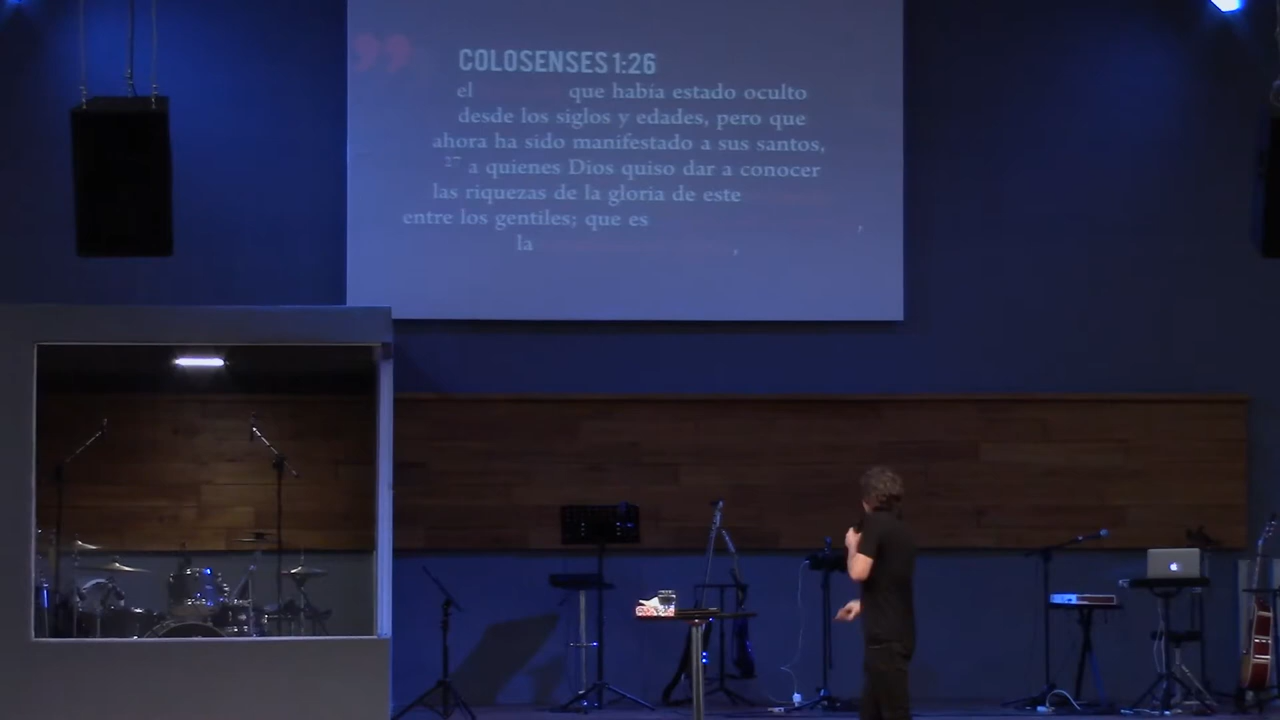 COLOSENSES 1:26
el que había estado oculto
desde los siglos y edades, pero que
ahora ha sido manifestado a sus santos,
27 a quienes Dios quiso dar a conocer
las riquezas de la gloria de este
entre los gentiles; que es
la ,